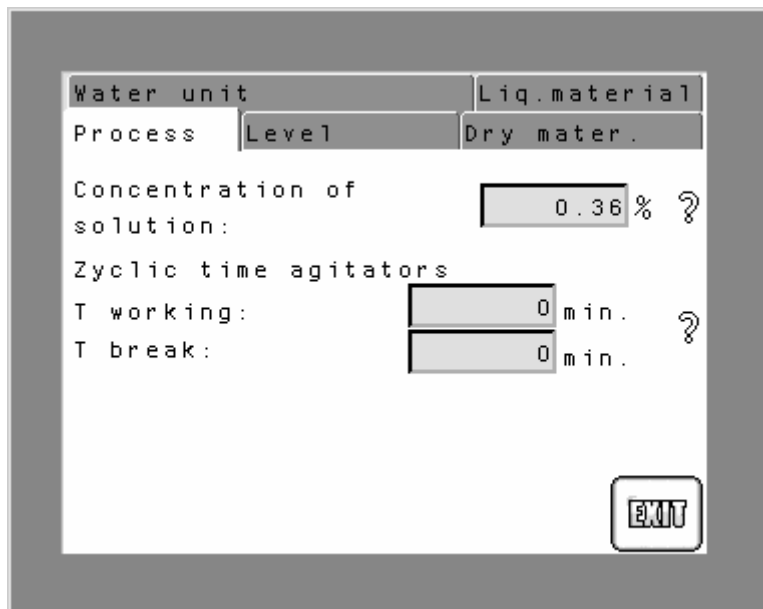 Water unit Liq.material
Process Level Dry mater.
Concentration of
solution:
0.36 % ?
Zyclic time agitators
T working: 0 min. ?
T break: 0 min.
EXIT